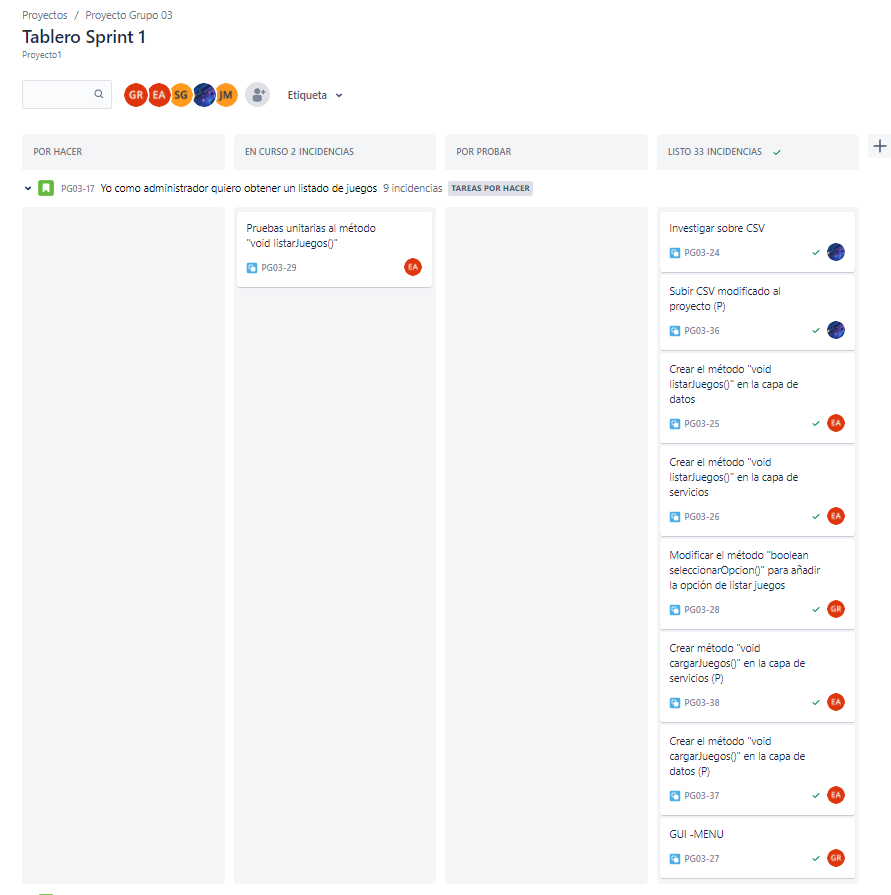 Proyectos / Proyecto Grupo 03
Tablero Sprint 1
Proyecto1
GR EA SG JM Etiqueta
POR HACER
EN CURSO 2 INCIDENCIAS
POR PROBAR
LISTO 33 INCIDENCIAS
PG03-17 Yo como administrador quiero obtener un listado de juegos 9 incidencias TAREAS POR HACER
Pruebas unitarias al método
"void listarJuegos()"
PG03-29 EA
Investigar sobre CSV
PG03-24
Subir CSV modificado al
proyecto (P)
PG03-36
Crear el método "void
listarJuegos()" en la capa de
datos
PG03-25 EA
Crear el método "void
listarJuegos()" en la capa de
servicios
PG03-26 EA
Modificar el método "boolean
seleccionarOpcion()" para añadir
la opción de listar juegos
PG03-28 GR
Crear método "void
cargarJuegos()" en la capa de
servicios (P)
PG03-38 EA
Crear el método "void
cargarJuegos()" en la capa de
datos (P)
PG03-37 EA
GUI -MENU
PG03-27 GR